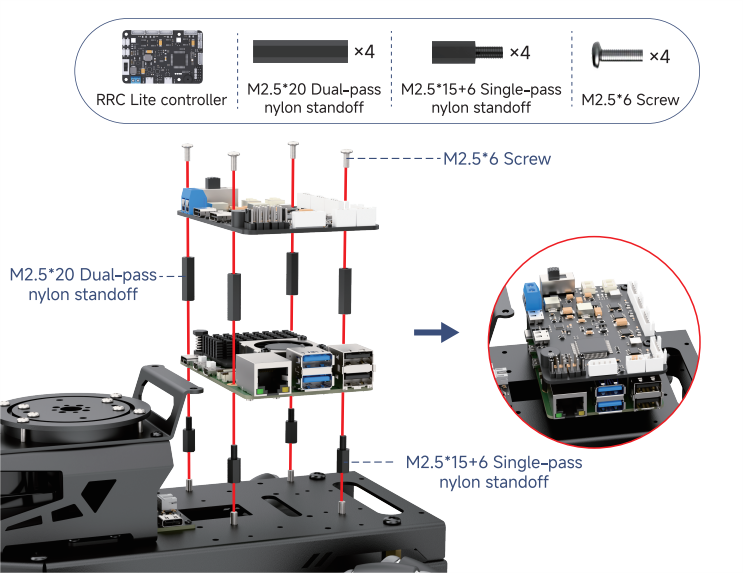 ×4
×4
×4
RRC Lite controller
M2.5*20 Dual-pass
nylon standoff
M2.5*15+6 Single-pass
nylon standoff
M2.5*6 Screw
M2.5*6 Screw
M2.5*20 Dual-pass
nylon standoff
M2.5*15+6 Single-pass
nylon standoff